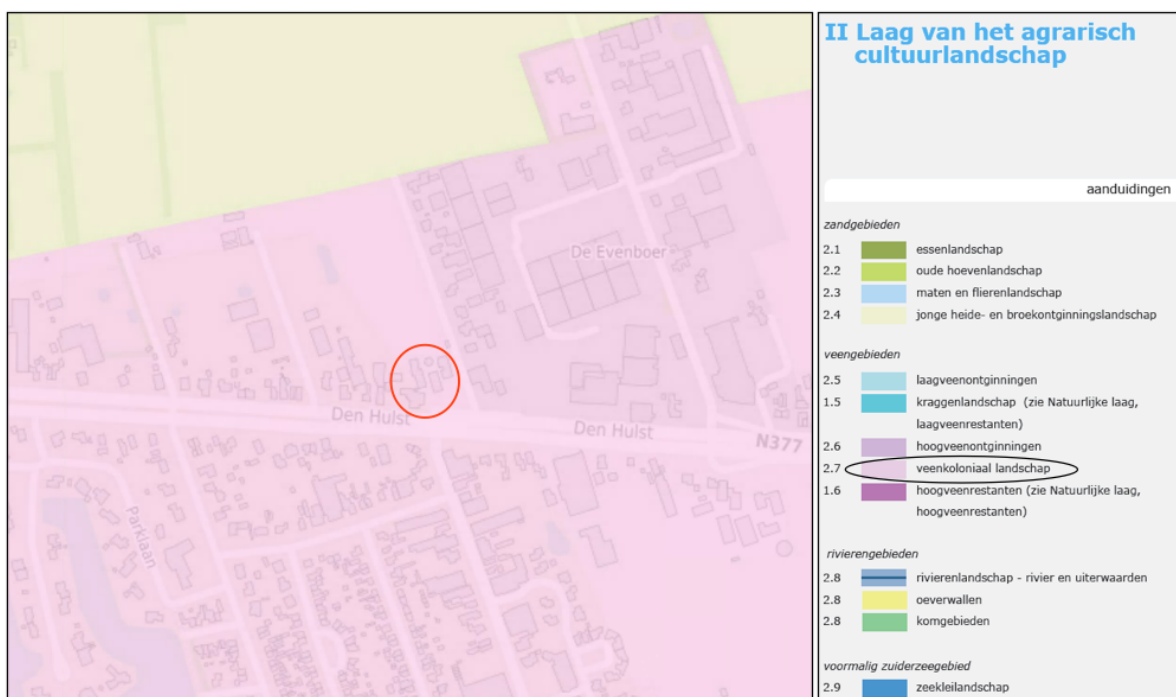 De Evenboer
Den Hulst
Den Hulst
N377
Parklaan
II Laag van het agrarisch
cultuurlandschap
aanduidingen
zandgebieden
2.1 essenlandschap
2.2 oude hoevenlandschap
2.3 maten en flierenlandschap
2.4 jonge heide- en broekontginningslandschap
veengebieden
2.5 laagveenontginningen
1.5 kraggenlandschap (zie Natuurlijke laag,
laagveenrestanten)
2.6 hoogveenontginningen
2.7 veenkoloniaal landschap
1.6 hoogveenrestanten (zie Natuurlijke laag,
hoogveenrestanten)
rivierengebieden
2.8 rivierenlandschap - rivier en uiterwaarden
2.8 oeverwallen
2.8 komgebieden
voormalig zuiderzeegebied
2.9 zeekleilandschap